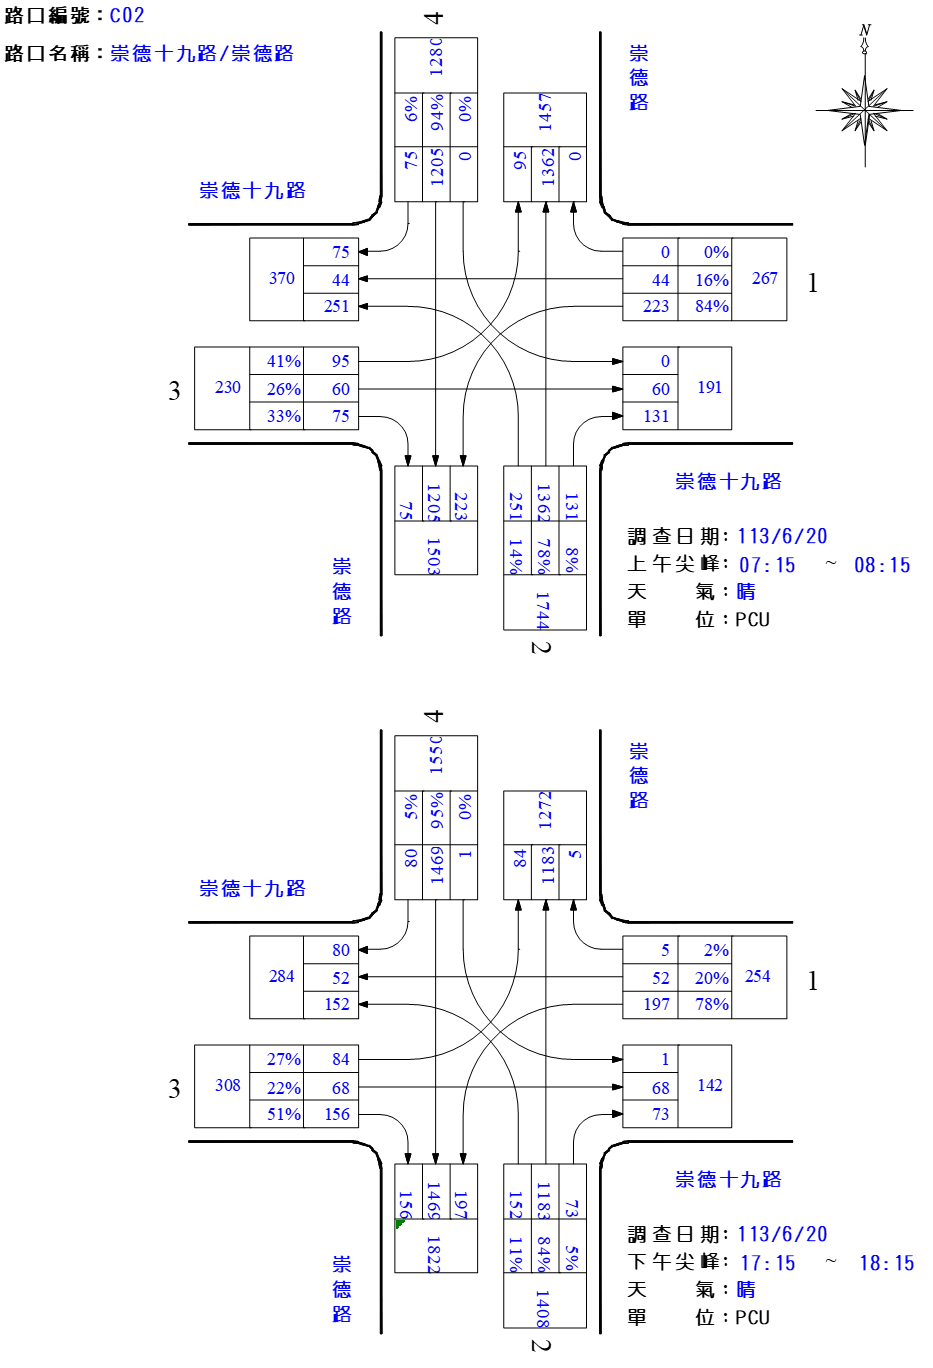 路口編號：C02
路口名稱：崇德十九路/崇德路
N
4
1280
6% 94% 0%
75 1205 0
1457
95 1362 0
崇德路
崇德十九路
370
75
44
251
0 0%
44 16%
223 84%
267
1
3
230
41% 95
26% 60
33% 75
0
60
131
191
75 1205 223
1503
251 1362 131
14% 78% 8%
1744
2
崇德路
崇德十九路
調查日期：113/6/20
上午尖峰：07:15 ~ 08:15
天 氣：晴
單 位：PCU
4
1550
5% 95% 0%
80 1469 1
1272
84 1183 5
崇德路
崇德十九路
284
80
52
152
5 2%
52 20%
197 78%
254
1
3
308
27% 84
22% 68
51% 156
1
68
73
142
156 1469 197
1822
152 1183 73
11% 84% 5%
1408
2
崇德路
崇德十九路
調查日期：113/6/20
下午尖峰：17:15 ~ 18:15
天 氣：晴
單 位：PCU